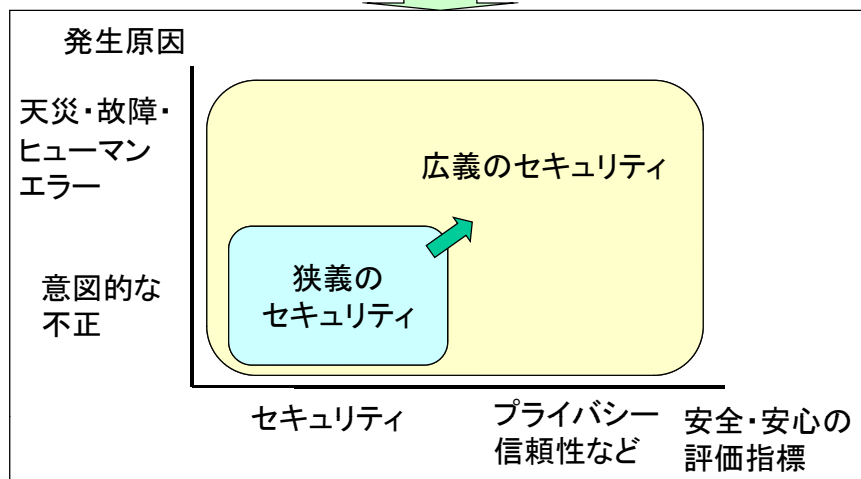 発生原因
天災・故障・
ヒューマン
エラー
広義のセキュリティ
狭義の
セキュリティ
意図的な
不正
セキュリティ
プライバシー
信頼性など
安全・安心の
評価指標